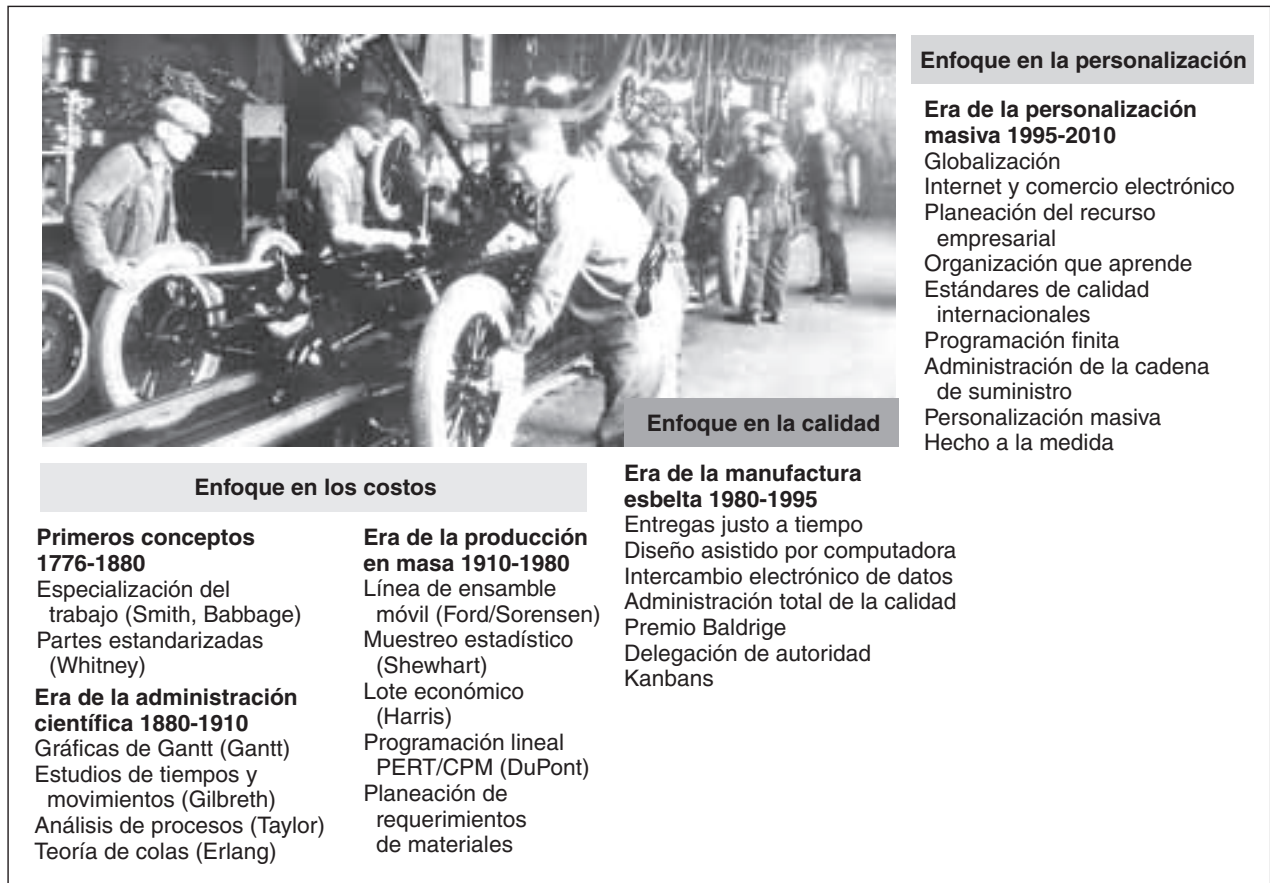 Enfoque en la personalización
Era de la personalización
masiva 1995-2010
Globalización
Internet y comercio electrónico
Planeación del recurso
empresarial
Organización que aprende
Estándares de calidad
internacionales
Programación finita
Administración de la cadena
de suministro
Personalización masiva
Hecho a la medida
Enfoque en los costos
Primeros conceptos
1776-1880
Especialización del
trabajo (Smith, Babbage)
Partes estandarizadas
(Whitney)
Era de la administración
científica 1880-1910
Gráficas de Gantt (Gantt)
Estudios de tiempos y
movimientos (Gilbreth)
Análisis de procesos (Taylor)
Teoría de colas (Erlang)
Era de la producción
en masa 1910-1980
Línea de ensamble
móvil (Ford/Sorensen)
Muestreo estadístico
(Shewhart)
Lote económico
(Harris)
Programación lineal
PERT/CPM (DuPont)
Planeación de
requerimientos
de materiales
Enfoque en la calidad
Era de la manufactura
esbelta 1980-1995
Entregas justo a tiempo
Diseño asistido por computadora
Intercambio electrónico de datos
Administración total de la calidad
Premio Baldrige
Delegación de autoridad
Kanbans